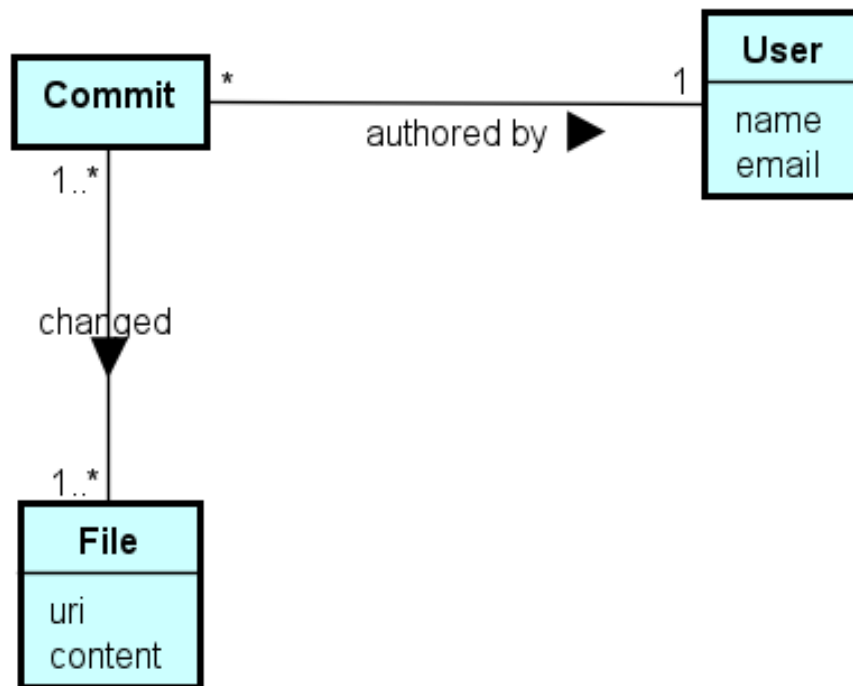 Commit
*
1
User
name
email
authored by
1..*
changed
1..*
File
uri
content